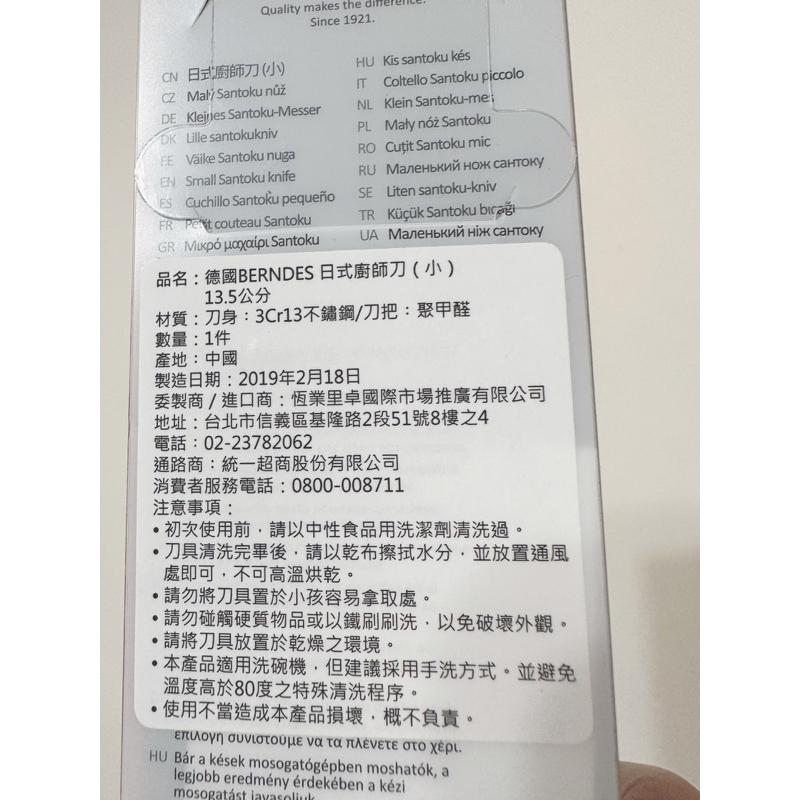 Quality makes the difference.
Since 1921.
CN 日式廚師刀 (小)
CZ Malý Santoku nůž
DE Kleines Santoku-Messer
DK Lille santokukniv
EE Väike Santoku nuga
EN Small Santoku knife
ES Cuchillo Santoku pequeño
FR Petit couteau Santoku
GR Μικρό μαχαίρι Santoku
HU Kis santoku kés
IT Coltello Santoku piccolo
NL Klein Santoku-mes
PL Mały nóż Santoku
RO Cuțit Santoku mic
RU Маленький нож сантоку
SE Liten santoku-kniv
TR Küçük Santoku bıçağı
UA Маленький ніж сантоку
品名：德國BERNDES 日式廚師刀（小）
13.5公分
材質：刀身：3Cr13不鏽鋼/刀把：聚甲醛
數量：1件
產地：中國
製造日期：2019年2月18日
委製商 / 進口商：恆業里卓國際市場推廣有限公司
地址：台北市信義區基隆路2段51號8樓之4
電話：02-23782062
通路商：統一超商股份有限公司
消費者服務電話：0800-008711
注意事項：
• 初次使用前，請以中性食品用洗潔劑清洗過。
• 刀具清洗完畢後，請以乾布擦拭水分，並放置通風
處即可，不可高溫烘乾。
• 請勿將刀具置於小孩容易拿取處。
• 請勿碰觸硬質物品或以鐵刷刷洗，以免破壞外觀。
• 請將刀具放置於乾燥之環境。
• 本產品適用洗碗機，但建議採用手洗方式。並避免
溫度高於80度之特殊清洗程序。
• 使用不當造成本產品損壞，概不負責。
επιλογή συνιστούμε να τα πλένετε στο χέρι.
HU Bár a kések mosogatógépben moshatók, a
legjobb eredmény érdekében a kézi
mosogatást javasoljuk.